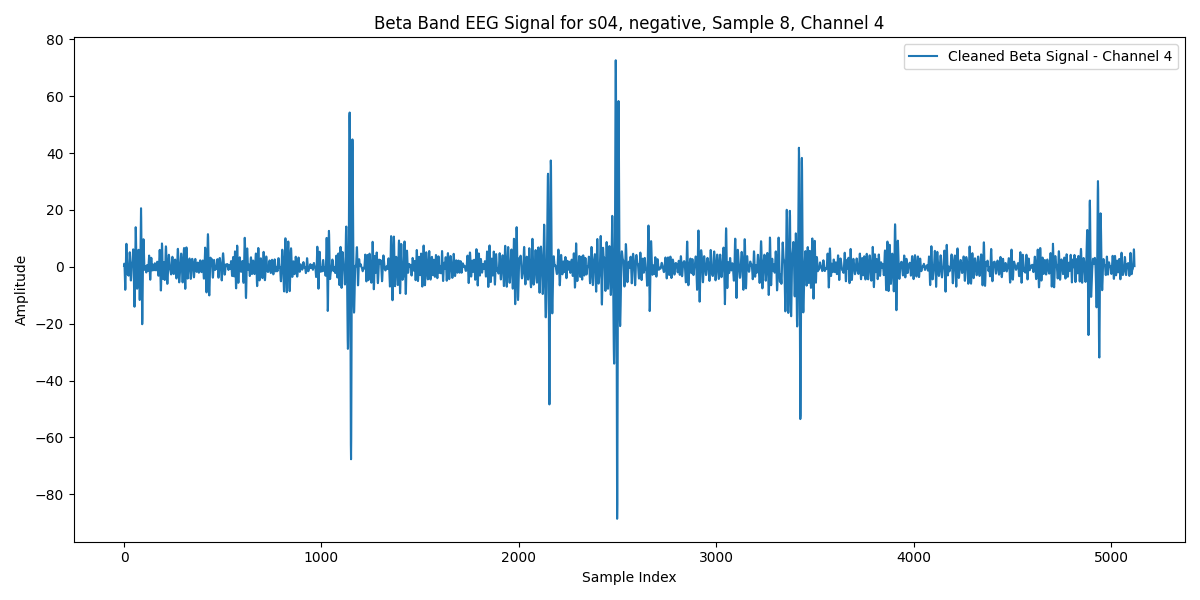 Beta Band EEG Signal for s04, negative, Sample 8, Channel 4
Cleaned Beta Signal - Channel 4
80
60
40
20
0
−20
−40
−60
−80
Amplitude
0 1000 2000 3000 4000 5000
Sample Index